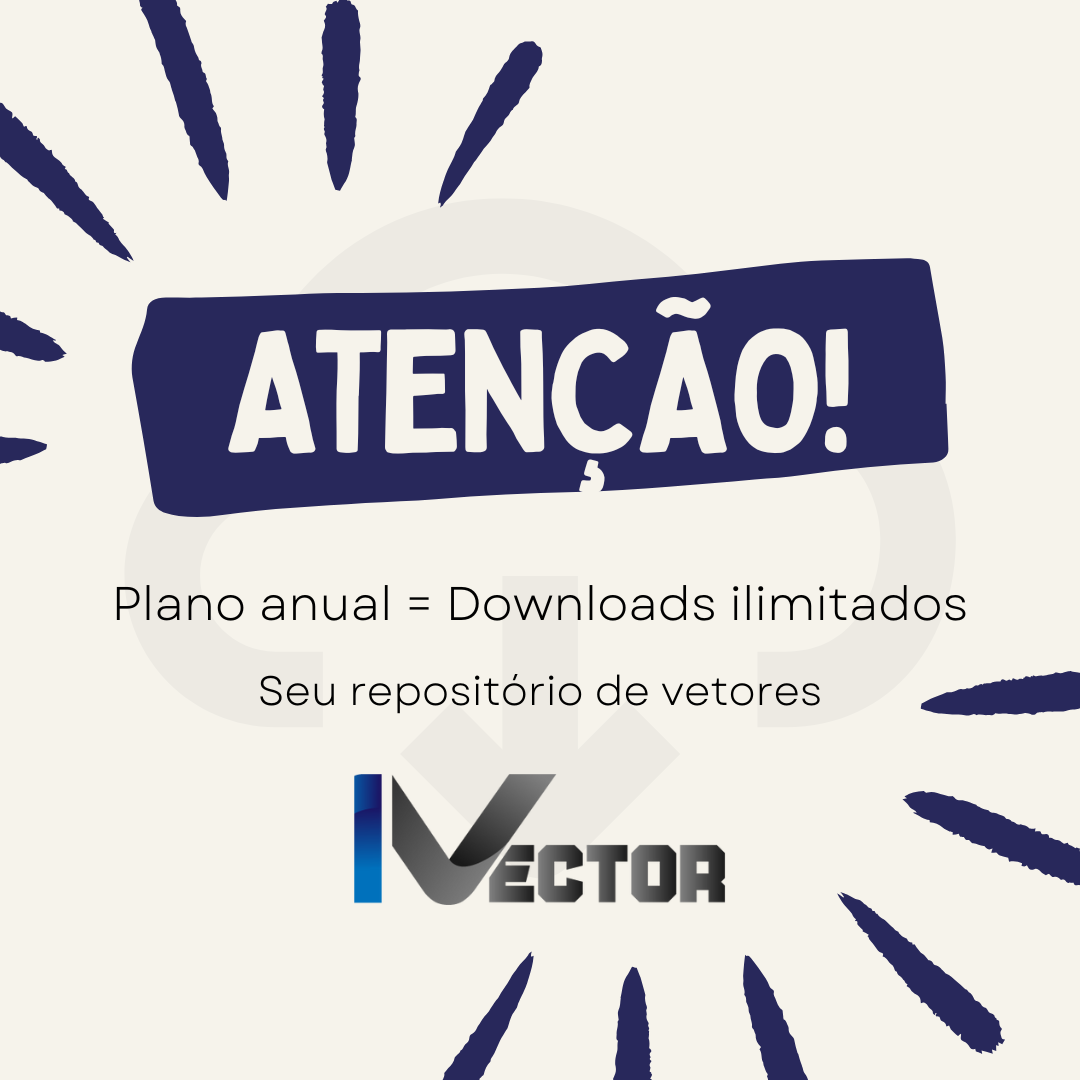 ATENÇÃO!
Plano anual = Downloads ilimitados
Seu repositório de vetores
IVECTOR